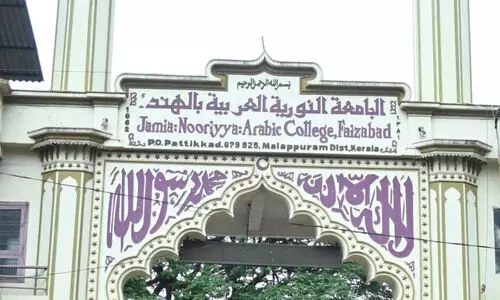 بسم الله الرحمن الرحيم
الجامعة النورية العربية بالهند
Jamia: Nooriyya: Arabic College, Faizabad
P.O. Pattikkad. 679 325, Malappuram Dist, Kerala
لا إله إلا الله
محمد رسول الله